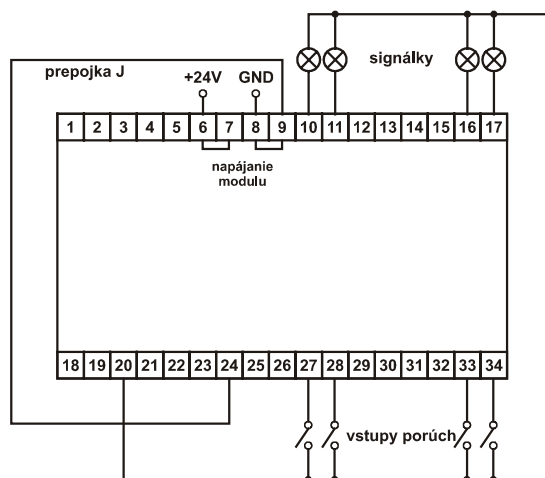 prepojka J
+24V GND
signálky
1 2 3 4 5 6 7 8 9 10 11 12 13 14 15 16 17
napájanie
modulu
18 19 20 21 22 23 24 25 26 27 28 29 30 31 32 33 34
vstupy porúch